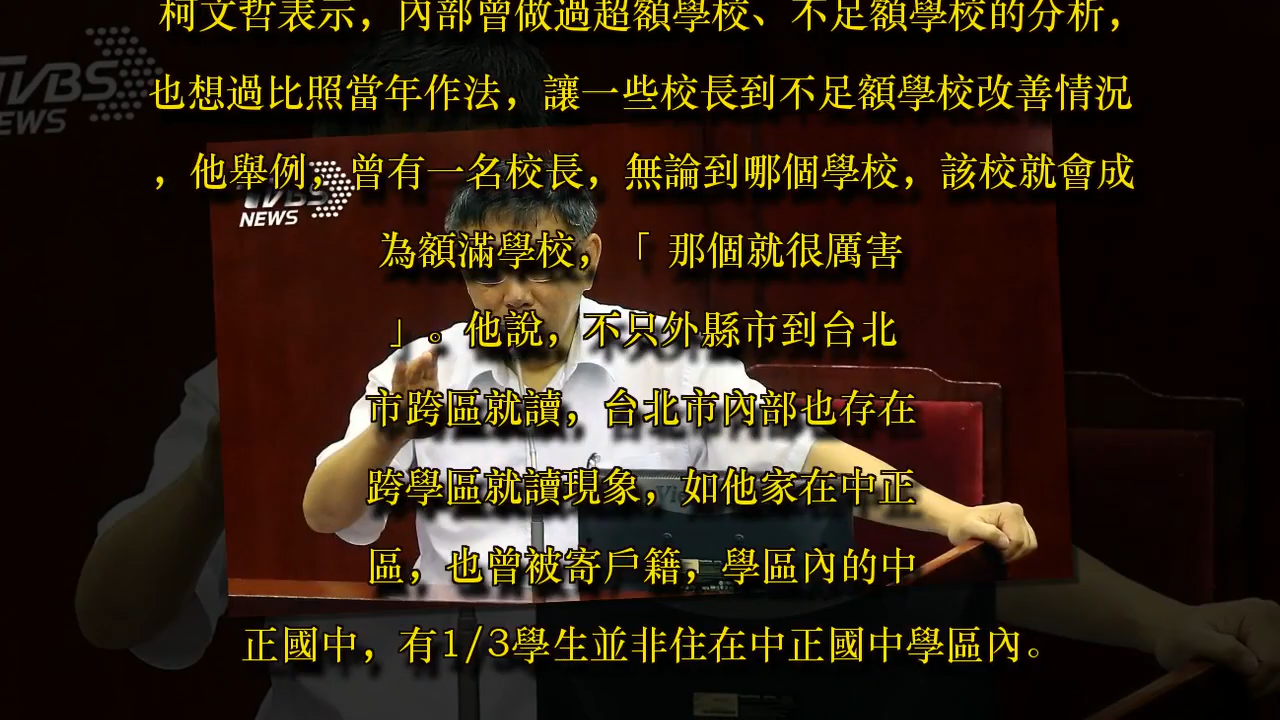 柯文哲表示，內部曾做過超額學校、不足額學校的分析，
也想過比照當年作法，讓一些校長到不足額學校改善情況
，他舉例，曾有一名校長，無論到哪個學校，該校就會成
為額滿學校，「 那個就很厲害
」。他說，不只外縣市到台北
市跨區就讀，台北市內部也存在
跨學區就讀現象，如他家在中正
區，也曾被寄戶籍，學區內的中
正國中，有1/3學生並非住在中正國中學區內。
TVBS
NEWS
TVBS
NEWS